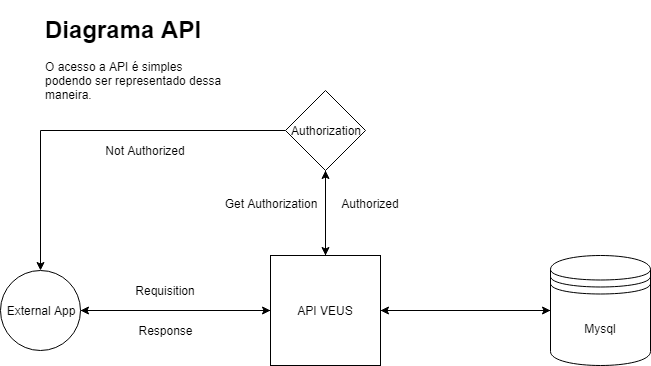 Diagrama API
O acesso a API é simples
podendo ser representado dessa
maneira.
Authorization
Not Authorized
Get Authorization
Authorized
Requisition
External App
API VEUS
Response
Mysql